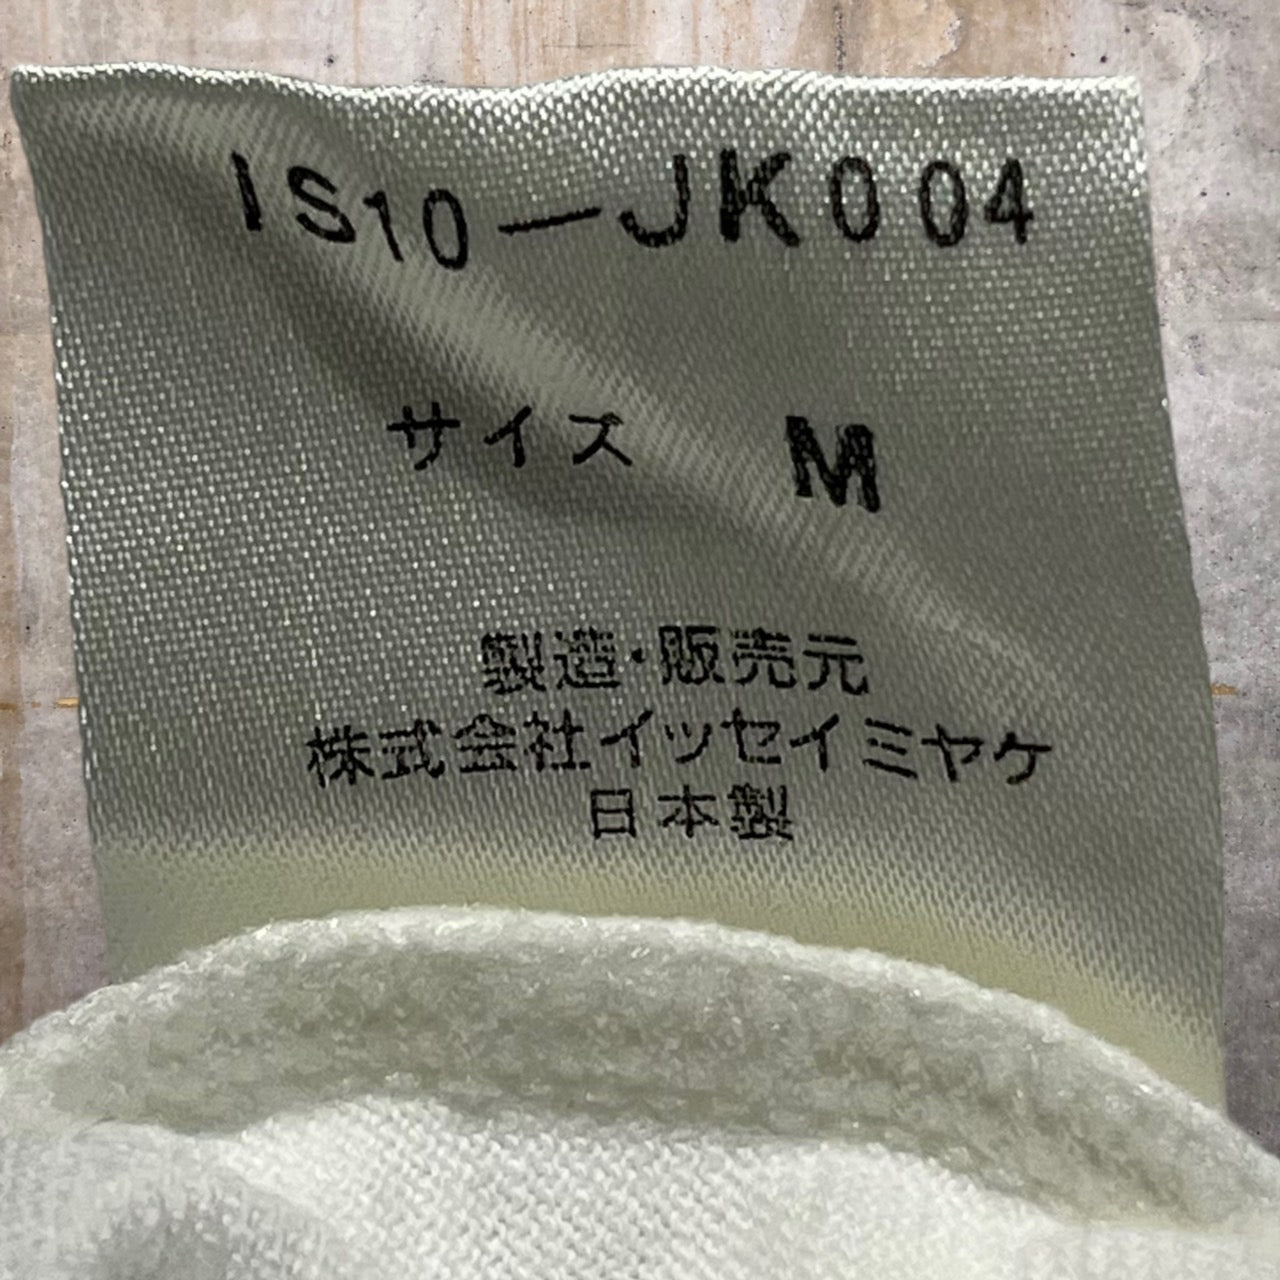 IS10-JK004
サイズ M
製造・販売元
株式会社イッセイミヤケ
日本製